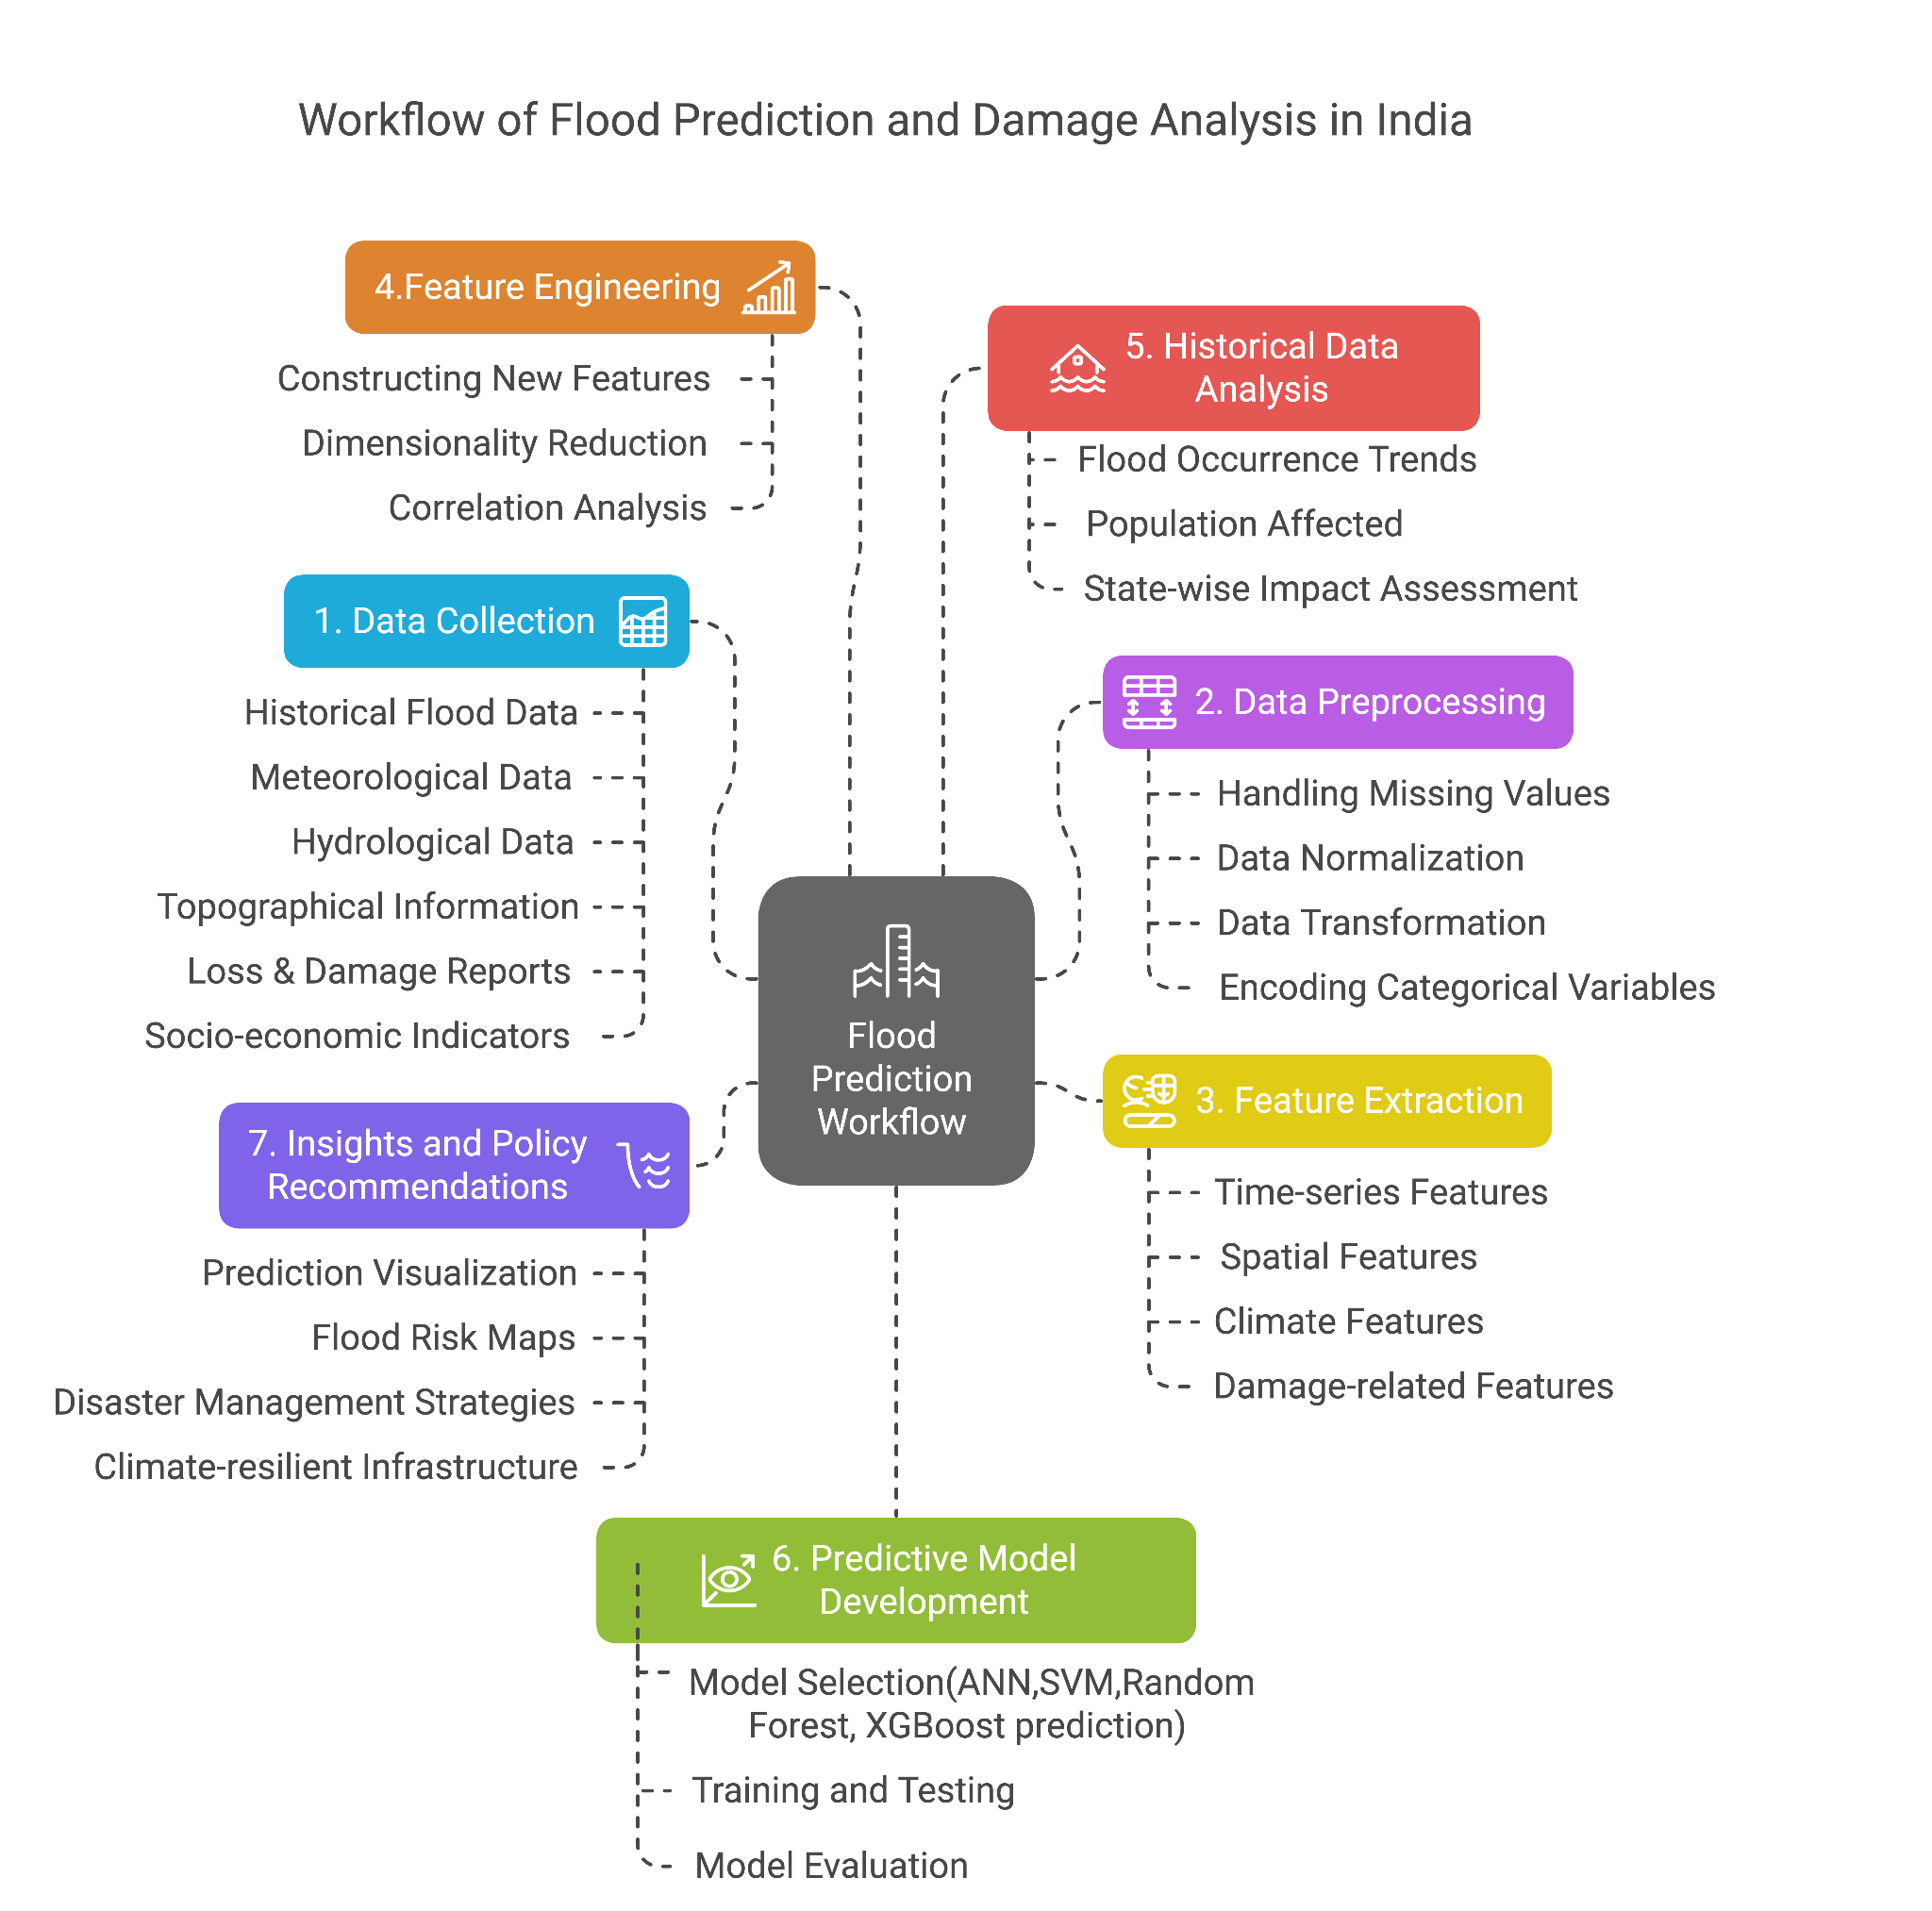 Workflow of Flood Prediction and Damage Analysis in India
4.Feature Engineering
Constructing New Features
Dimensionality Reduction
Correlation Analysis
5. Historical Data
Analysis
Flood Occurrence Trends
Population Affected
State-wise Impact Assessment
1. Data Collection
Historical Flood Data
Meteorological Data
Hydrological Data
Topographical Information
Loss & Damage Reports
Socio-economic Indicators
2. Data Preprocessing
Handling Missing Values
Data Normalization
Data Transformation
Encoding Categorical Variables
Flood
Prediction
Workflow
3. Feature Extraction
Time-series Features
Spatial Features
Climate Features
Damage-related Features
7. Insights and Policy
Recommendations
Prediction Visualization
Flood Risk Maps
Disaster Management Strategies
Climate-resilient Infrastructure
6. Predictive Model
Development
Model Selection(ANN,SVM,Random
Forest, XGBoost prediction)
Training and Testing
Model Evaluation